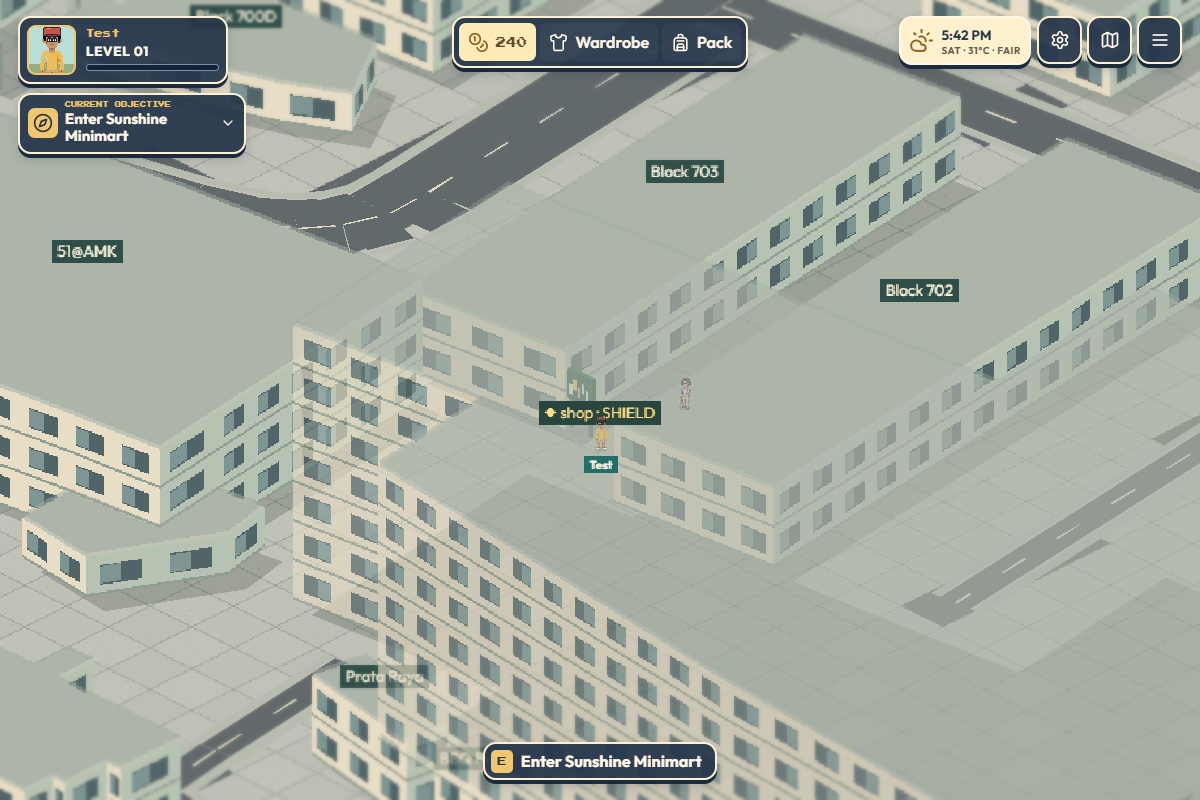 Block 700D
Test
LEVEL 01
240
Wardrobe
Pack
5:42 PM
SAT · 31°C · FAIR
CURRENT OBJECTIVE
Enter Sunshine
Minimart
Block 703
51@AMK
Block 702
shop · SHIELD
Test
Prata Raya
E
Enter Sunshine Minimart